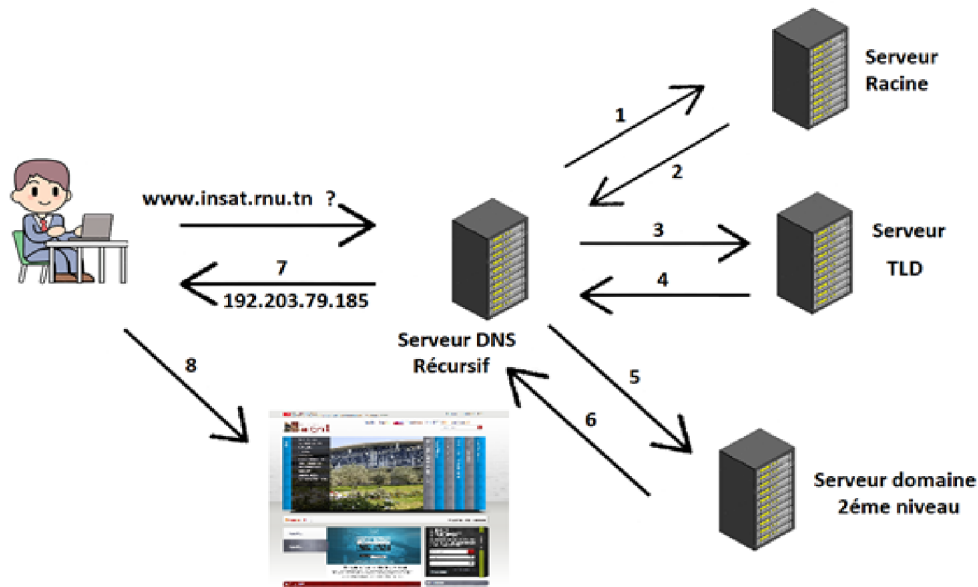 Serveur
Racine
1
2
www.insat.rnu.tn ?
3
Serveur
TLD
4
7
192.203.79.185
Serveur DNS
Récursif
8
5
6
Serveur domaine
2éme niveau